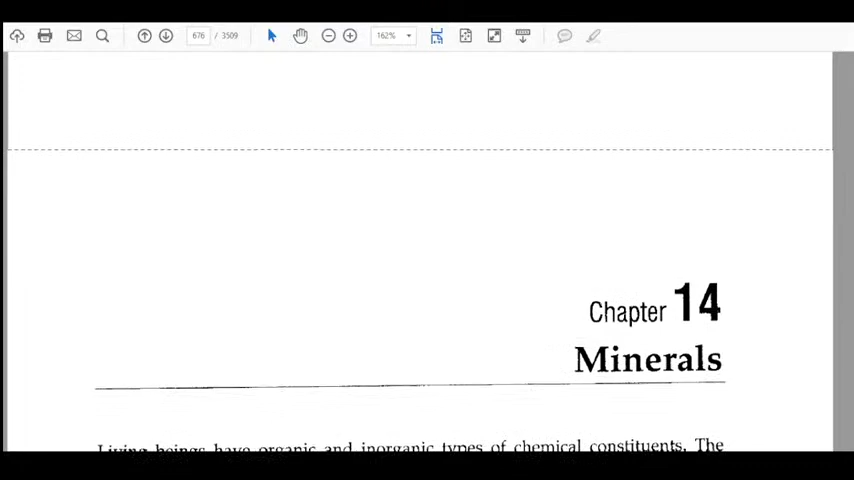 676 / 3509
162%
Chapter 14
Minerals
Living beings have organic and inorganic types of chemical constituents. The